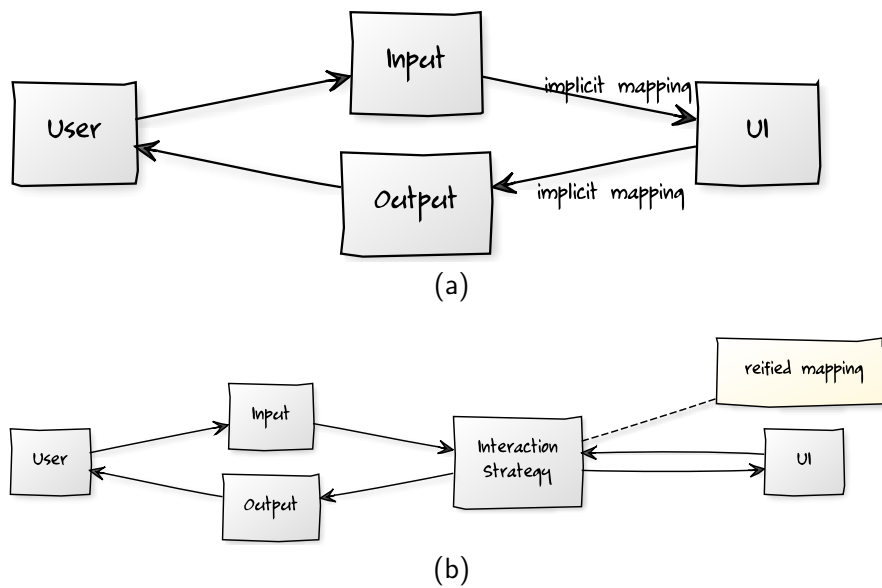 Input
implicit mapping
User
UI
Output
implicit mapping
(a)
reified mapping
Input
Interaction
Strategy
User
UI
Output
(b)